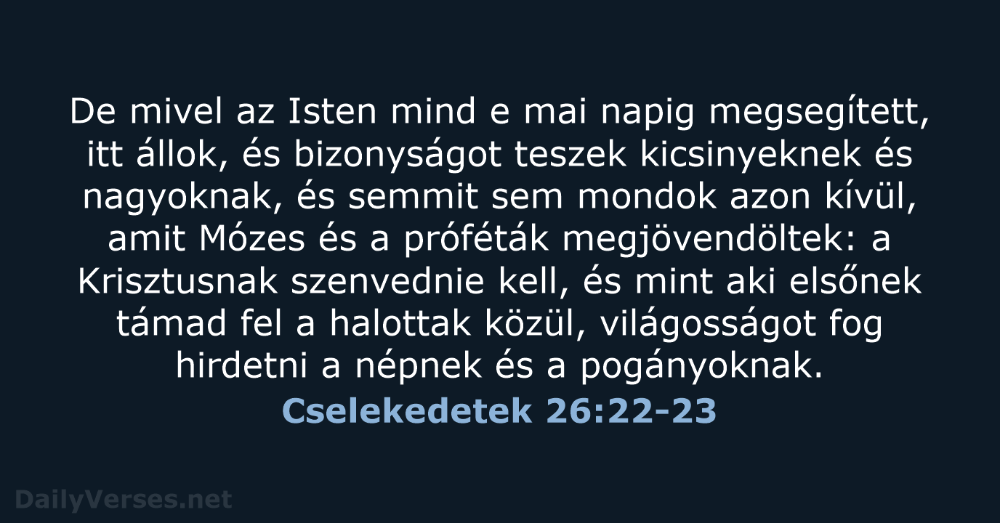 De mivel az Isten mind e mai napig megsegített,
itt állok, és bizonyságot teszek kicsinyeknek és
nagyoknak, és semmit sem mondok azon kívül,
amit Mózes és a próféták megjövendöltek: a
Krisztusnak szenvednie kell, és mint aki elsőnek
támad fel a halottak közül, világosságot fog
hirdetni a népnek és a pogányoknak.
Cselekedetek 26:22-23
DailyVerses.net